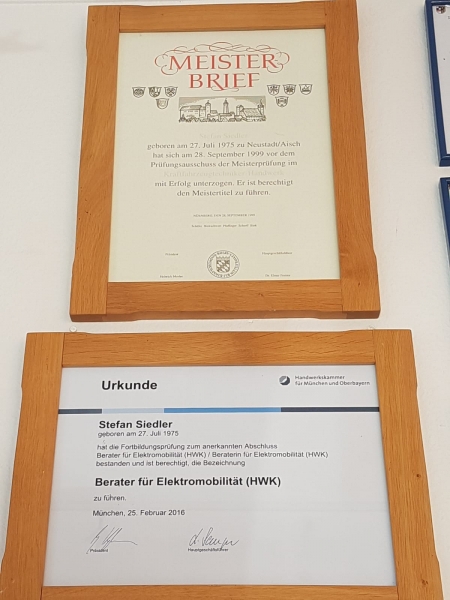 MEISTER-
BRIEF
Stefan Siedler
geboren am 27. Juli 1975 zu Neustadt/Aisch
hat sich am 28. September 1999 vor dem
Prüfungsausschuss der Meisterprüfung im
mit Erfolg unterzogen. Er ist berechtigt
den Meistertitel zu führen.
Urkunde
Handwerkskammer
für München und Oberbayern
Stefan Siedler
geboren am 27. Juli 1975
hat die Fortbildungsprüfung zum anerkannten Abschluss
Berater für Elektromobilität (HWK) / Beraterin für Elektromobilität (HWK)
bestanden und ist berechtigt, die Bezeichnung
Berater für Elektromobilität (HWK)
zu führen.
München, 25. Februar 2016
Präsident
Hauptgeschäftsführer